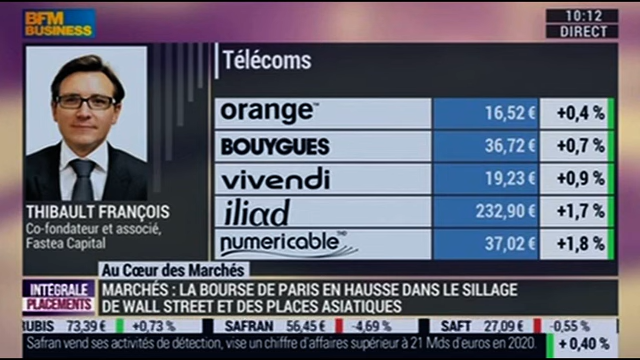 BFM
BUSINESS
10:12
DIRECT
Télécoms
orange™ 16,52 € +0,4 %
BOUYGUES 36,72 € +0,7 %
vivendi 19,23 € +0,9 %
iliad 232,90 € +1,7 %
numericable 37,02 € +1,8 %
THIBAULT FRANÇOIS
Co-fondateur et associé,
Fastea Capital
Au Cœur des Marchés
INTÉGRALE
PLACEMENTS
MARCHÉS : LA BOURSE DE PARIS EN HAUSSE DANS LE SILLAGE
DE WALL STREET ET DES PLACES ASIATIQUES
RUBIS 73,39 € +0,73 % SAFRAN 56,45 € -4,69 % SAFT 27,09 € -0,55 %
Safran vend ses activités de détection, vise un chiffre d'affaires supérieur à 21 Mds d'euros en 2020. +0,40 %